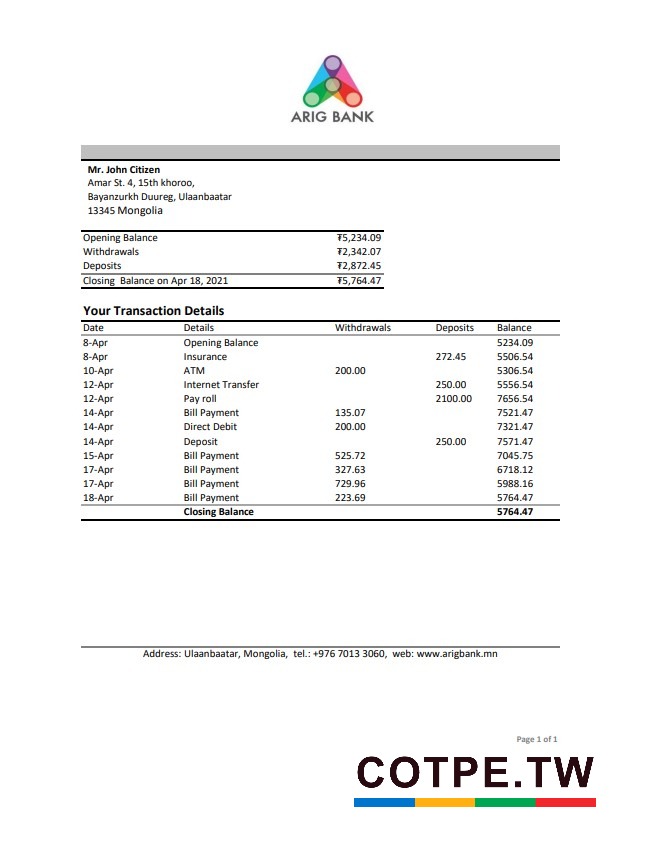 ARIG BANK
Mr. John Citizen
Amar St. 4, 15th khoroo,
Bayanzurkh Duureg, Ulaanbaatar
13345 Mongolia
Opening Balance ₮5,234.09
Withdrawals ₮2,342.07
Deposits ₮2,872.45
Closing Balance on Apr 18, 2021 ₮5,764.47
Your Transaction Details
Date Details Withdrawals Deposits Balance
8-Apr Opening Balance 5234.09
8-Apr Insurance 272.45 5506.54
10-Apr ATM 200.00 5306.54
12-Apr Internet Transfer 250.00 5556.54
12-Apr Pay roll 2100.00 7656.54
14-Apr Bill Payment 135.07 7521.47
14-Apr Direct Debit 200.00 7321.47
14-Apr Deposit 250.00 7571.47
15-Apr Bill Payment 525.72 7045.75
17-Apr Bill Payment 327.63 6718.12
17-Apr Bill Payment 729.96 5988.16
18-Apr Bill Payment 223.69 5764.47
Closing Balance 5764.47
Address: Ulaanbaatar, Mongolia, tel.: +976 7013 3060, web: www.arigbank.mn
Page 1 of 1
COTPE.TW